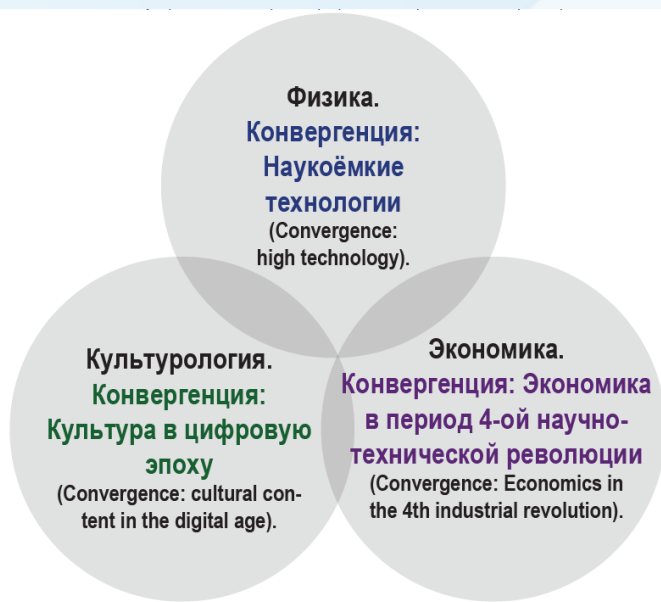 Физика.
Конвергенция:
Наукоёмкие
технологии
(Convergence:
high technology).
Культурология.
Конвергенция:
Культура в цифровую
эпоху
(Convergence: cultural con-
tent in the digital age).
Экономика.
Конвергенция: Экономика
в период 4-ой научно-
технической революции
(Convergence: Economics in
the 4th industrial revolution).